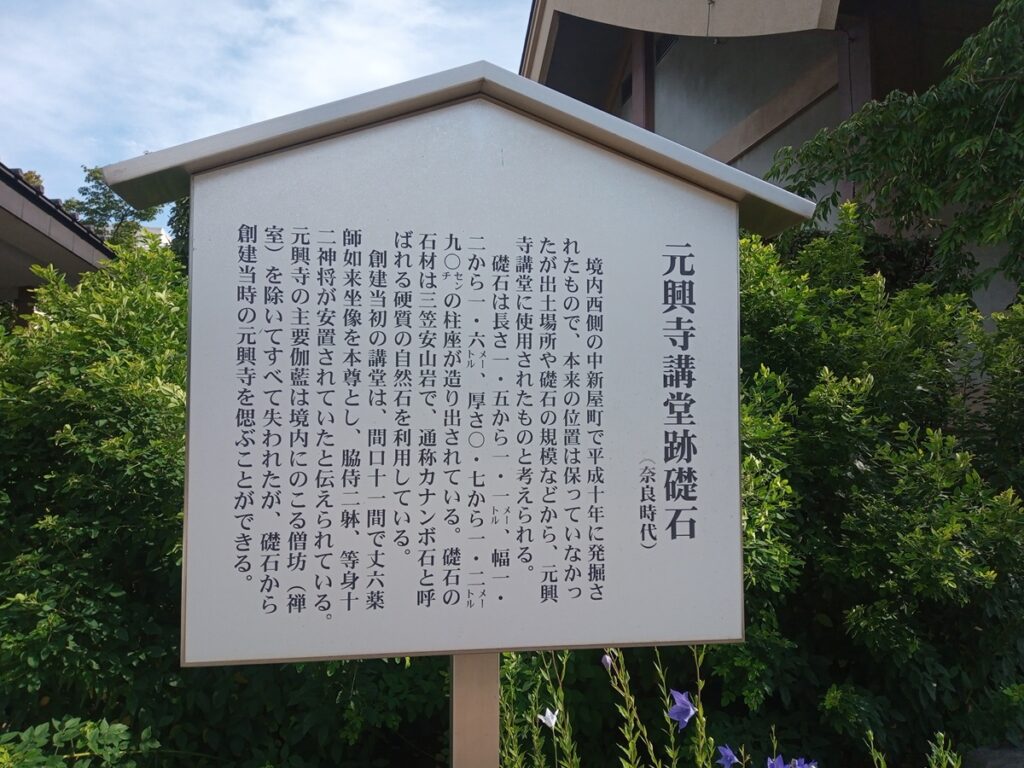 元興寺講堂跡礎石
（奈良時代）
境内西側の中新屋町で平成十年に発掘さ
れたもので、本来の位置は保っていなかっ
たが出土場所や礎石の規模などから、元興
寺講堂に使用されたものと考えられる。
礎石は長さ一・五から一・一メートル、幅一・
二から一・六メートル、厚さ〇・七から一・二メートル
九〇センチの柱座が造り出されている。礎石の
石材は三笠安山岩で、通称カナンボ石と呼
ばれる硬質の自然石を利用している。
創建当初の講堂は、間口十一間で丈六薬
師如来坐像を本尊とし、脇侍二躰、等身十
二神将が安置されていたと伝えられている。
元興寺の主要伽藍は境内にのこる僧坊（禅
室）を除いてすべて失われたが、礎石から
創建当時の元興寺を偲ぶことができる。